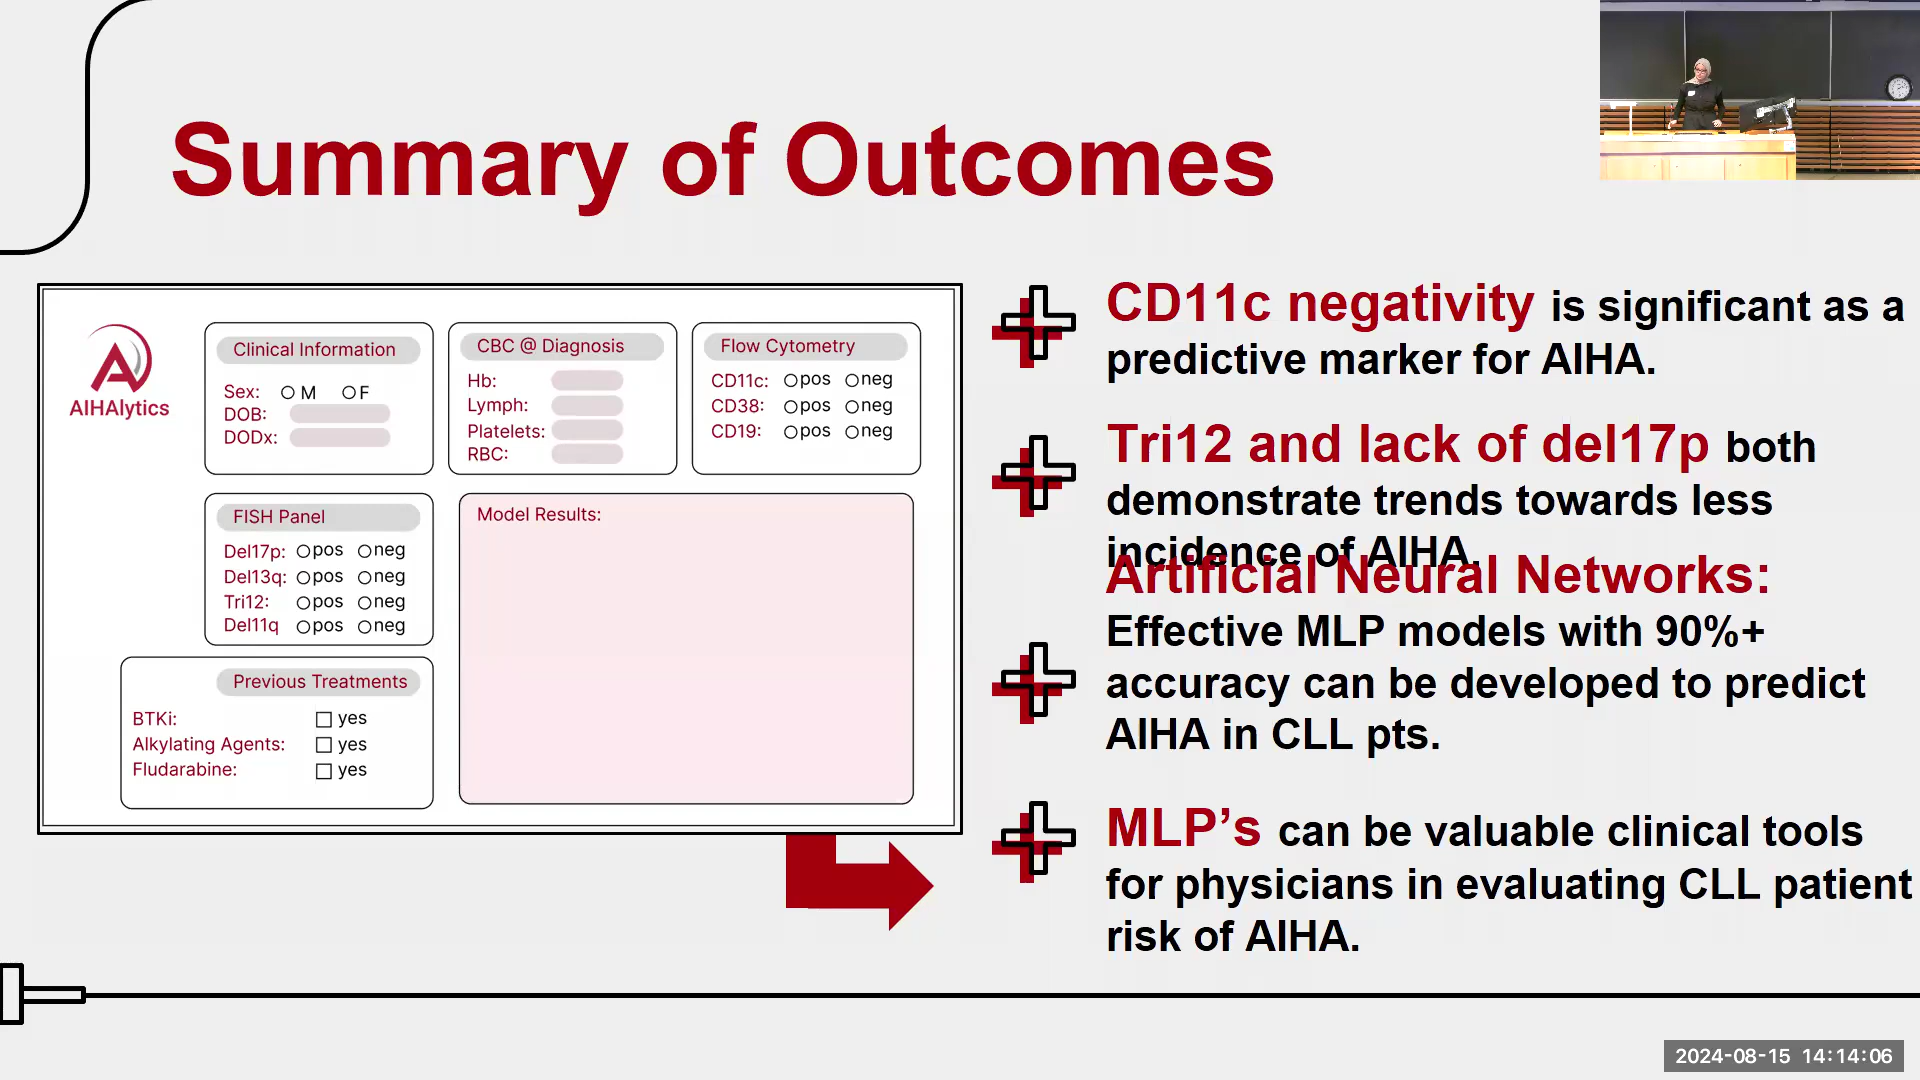 Summary of Outcomes
AIHAlytics
Clinical Information
Sex: M F
DOB:
DODx:
CBC @ Diagnosis
Hb:
Lymph:
Platelets:
RBC:
Flow Cytometry
CD11c: pos neg
CD38: pos neg
CD19: pos neg
FISH Panel
Del17p: pos neg
Del13q: pos neg
Tri12: pos neg
Del11q pos neg
Previous Treatments
BTKi: yes
Alkylating Agents: yes
Fludarabine: yes
Model Results:
CD11c negativity is significant as a
predictive marker for AIHA.
Tri12 and lack of del17p both
demonstrate trends towards less
incidence of AIHA.
Artificial Neural Networks:
Effective MLP models with 90%+
accuracy can be developed to predict
AIHA in CLL pts.
MLP’s can be valuable clinical tools
for physicians in evaluating CLL patient
risk of AIHA.
2024-08-15 14:14:06